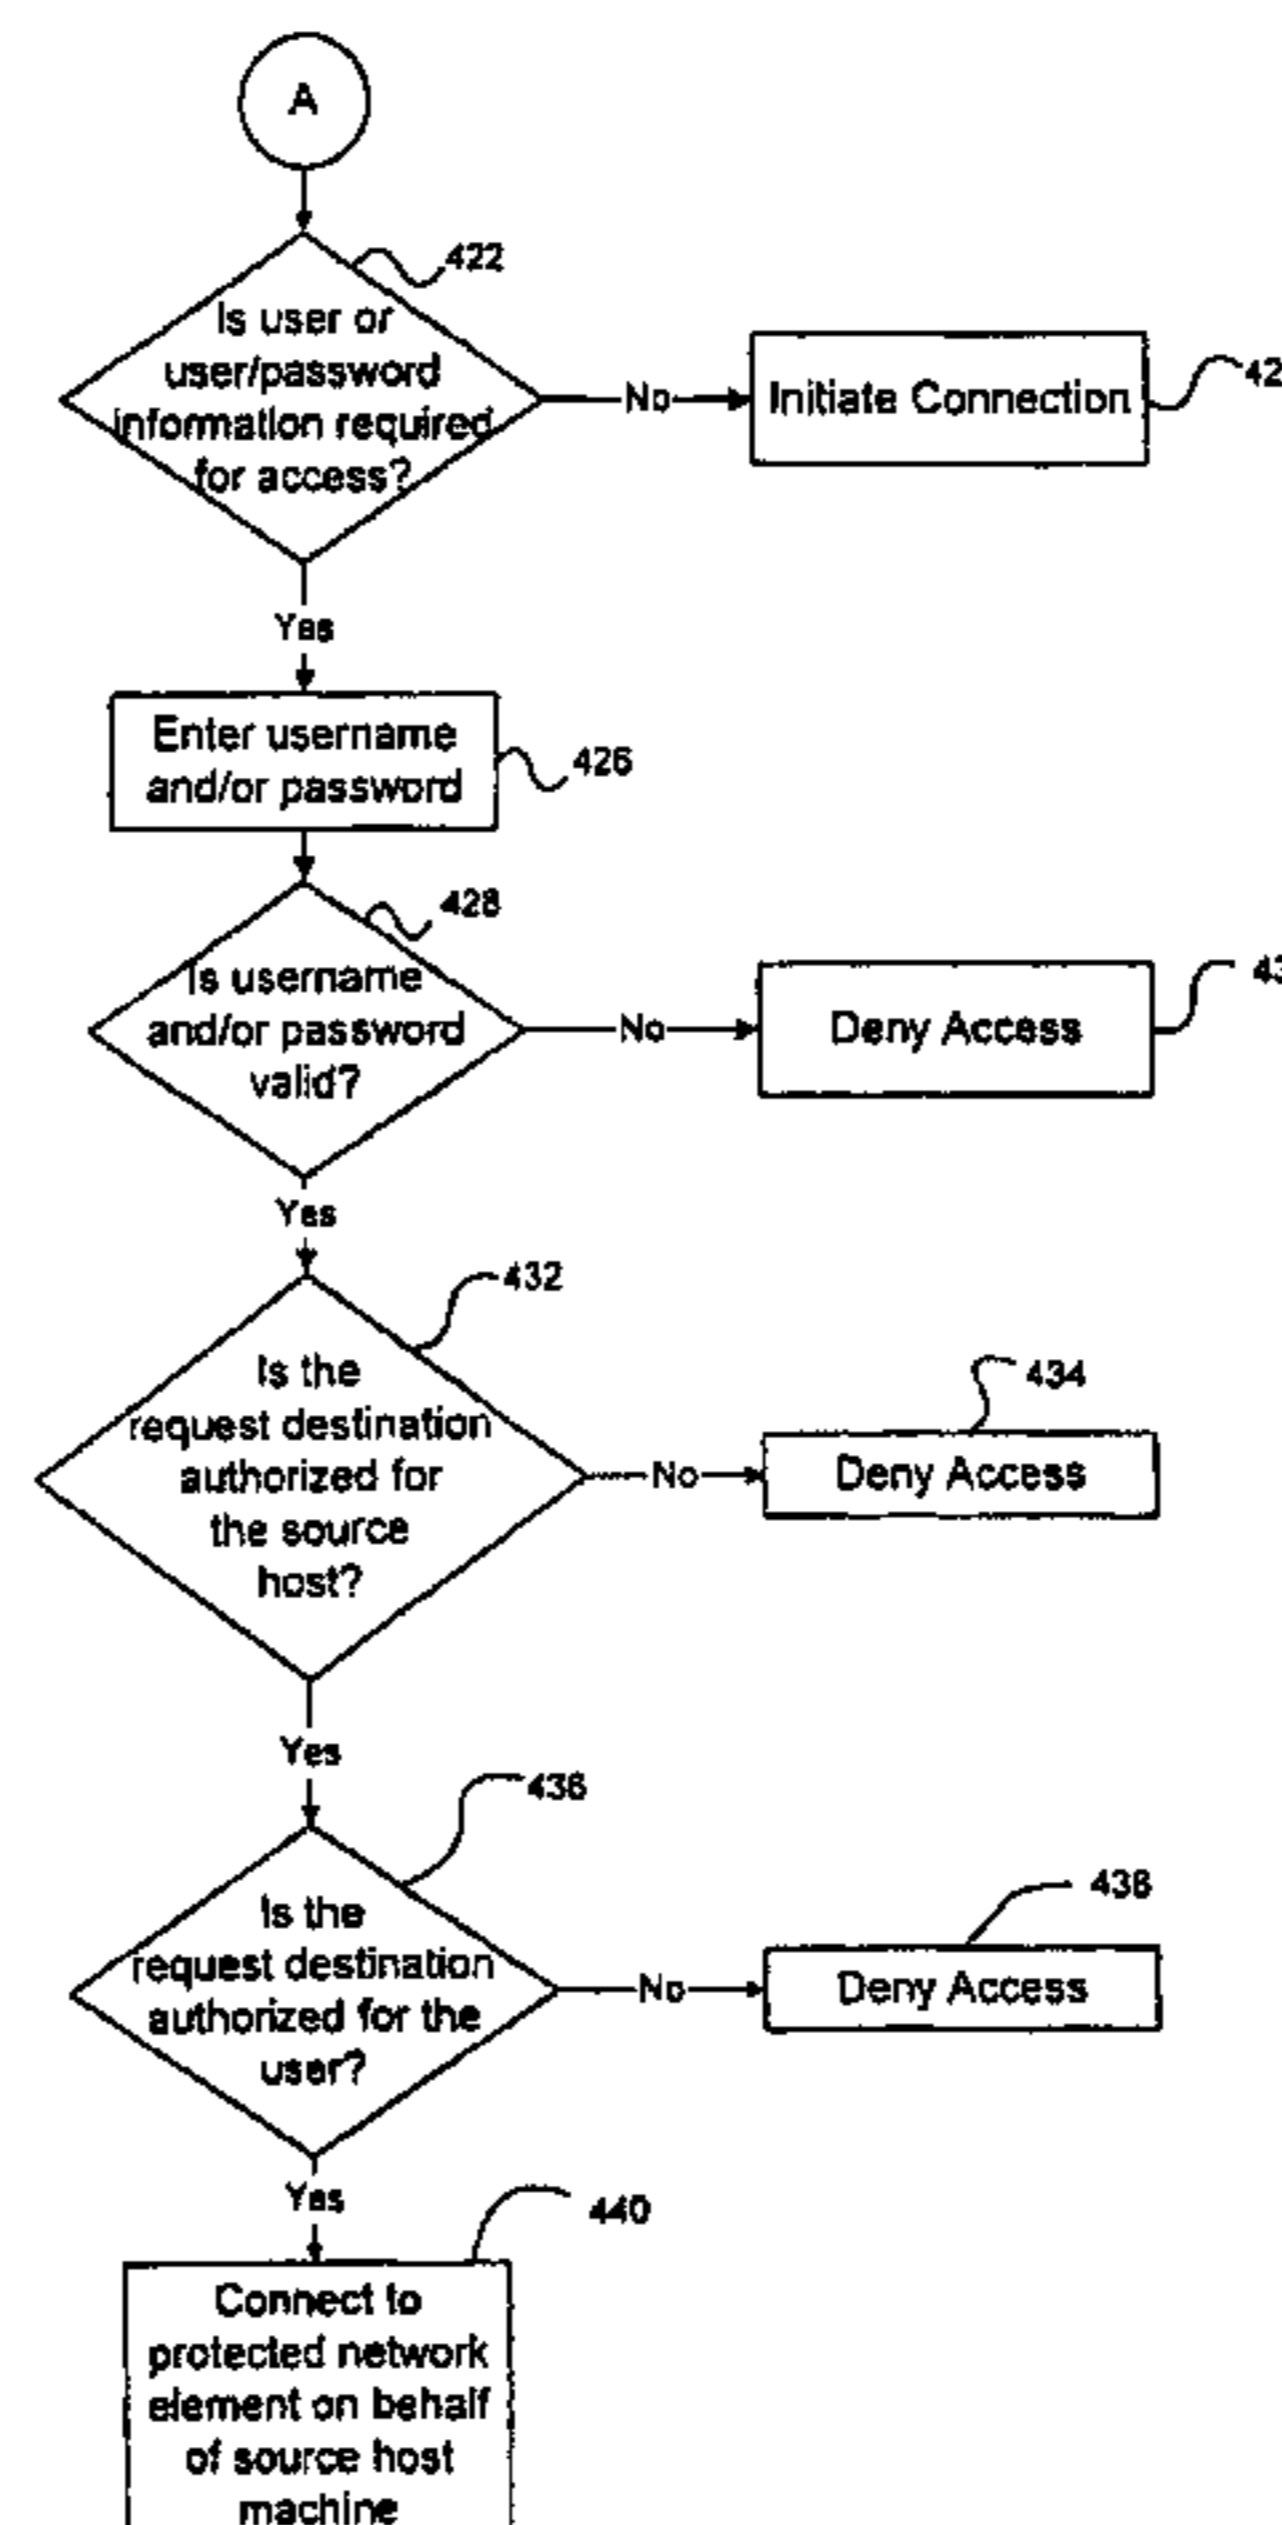 A
422
Is user or
user/password
information required
for access?
No
Initiate Connection
42
Yes
Enter username
and/or password
426
428
Is username
and/or password
valid?
No
Deny Access
43
Yes
432
Is the
request destination
authorized for
the source
host?
No
434
Deny Access
Yes
436
Is the
request destination
authorized for the
user?
No
438
Deny Access
Yes
440
Connect to
protected network
element on behalf
of source host
machine